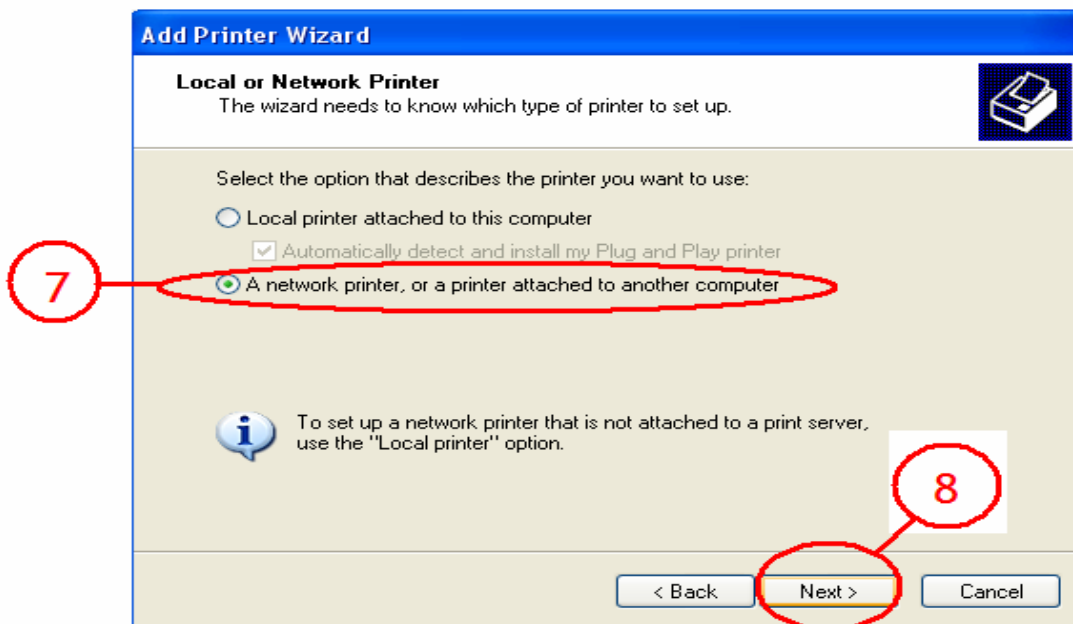 Add Printer Wizard
Local or Network Printer
The wizard needs to know which type of printer to set up.
Select the option that describes the printer you want to use:
Local printer attached to this computer
Automatically detect and install my Plug and Play printer
7
A network printer, or a printer attached to another computer
To set up a network printer that is not attached to a print server,
use the "Local printer" option.
8
< Back Next > Cancel